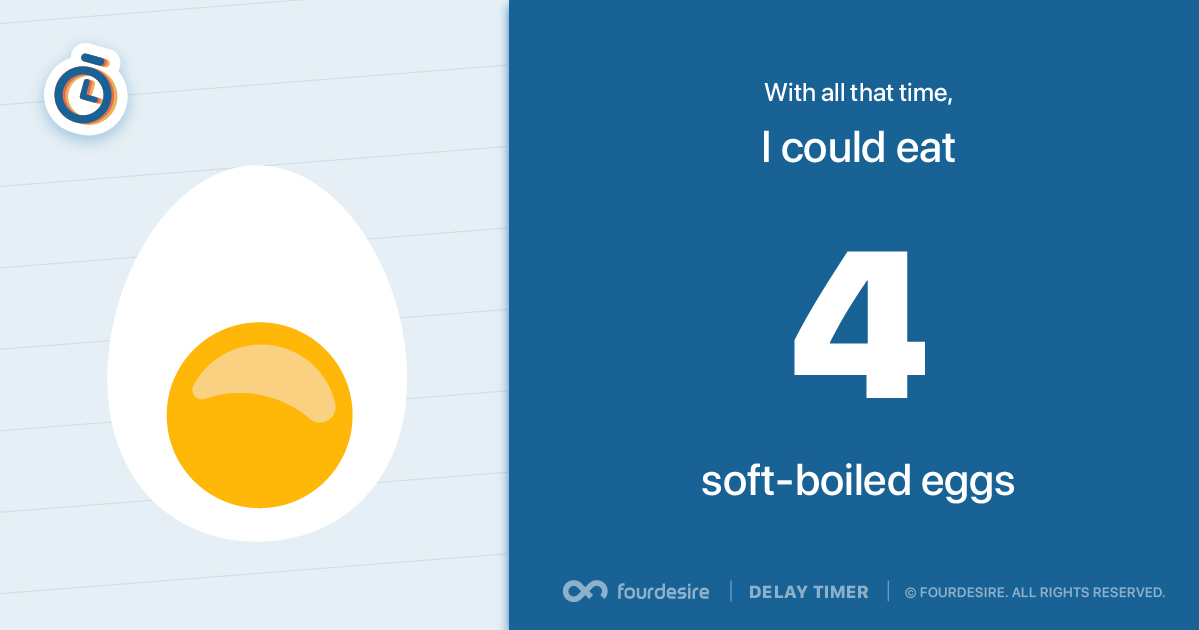 With all that time,
I could eat
4
soft-boiled eggs
fourdesire | DELAY TIMER | © FOURDESIRE. ALL RIGHTS RESERVED.